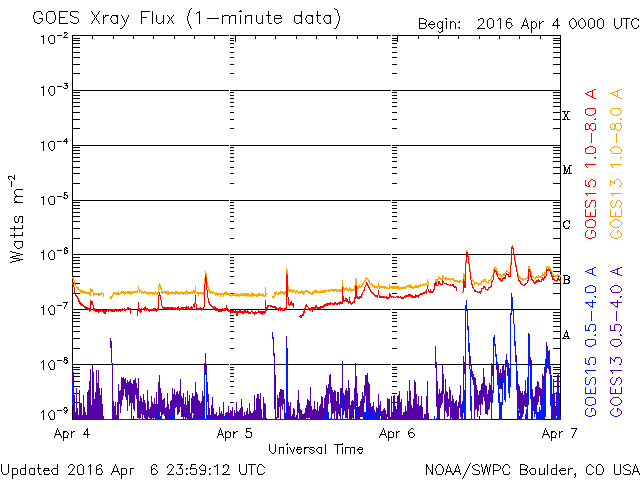 GOES Xray Flux (1-minute data)
Begin: 2016 Apr 4 0000 UTC
10-2
10-3
10-4
10-5
10-6
10-7
10-8
10-9
Watts m-2
X
M
C
B
A
GOES15 1.0-8.0 A
GOES13 1.0-8.0 A
GOES15 0.5-4.0 A
GOES13 0.5-4.0 A
Apr 4
Apr 5
Apr 6
Apr 7
Universal Time
Updated 2016 Apr 6 23:59:12 UTC
NOAA/SWPC Boulder, CO USA